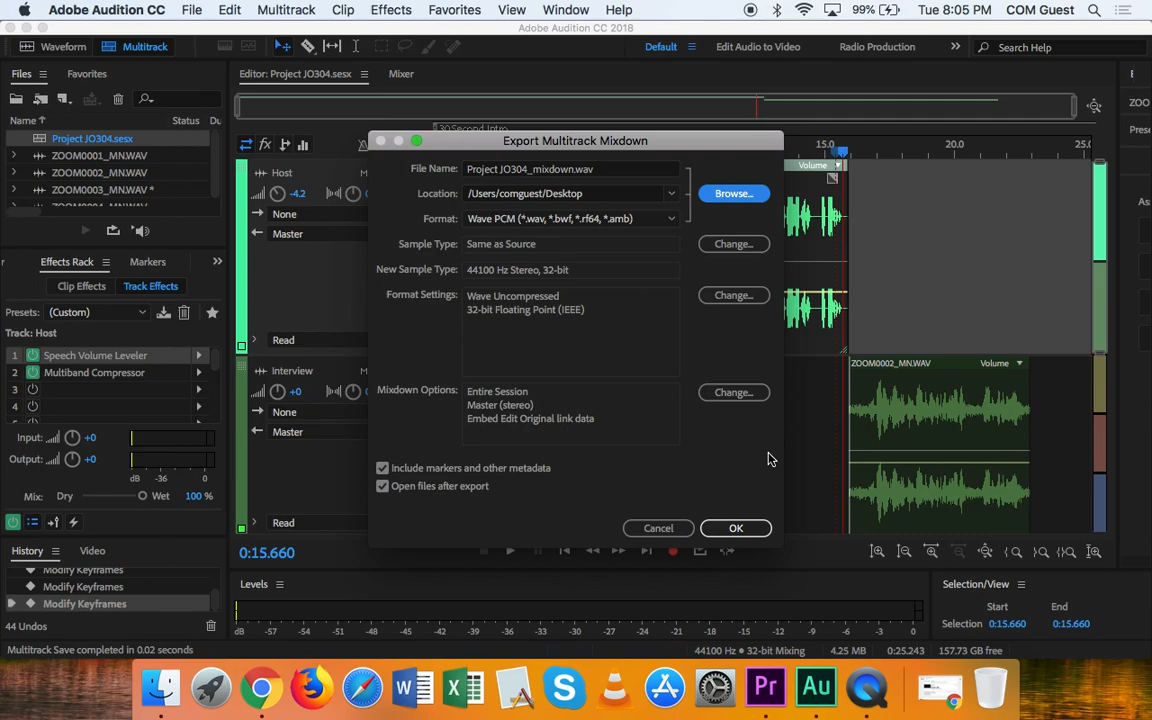 Adobe Audition CC File Edit Multitrack Clip Effects Favorites View Window Help 99% Tue 8:05 PM COM Guest
Adobe Audition CC 2018
Waveform Multitrack Default Edit Audio to Video Radio Production Search Help
Files Favorites Editor: Project JO304.sesx Mixer
Name Status Du
Project JO304.sesx
ZOOM0001_MN.WAV
ZOOM0002_MN.WAV
ZOOM0003_MN.WAV *
30 Second Intro
15.0 20.0 25.0
Host M
-4.2
None
Master
Read
Volume
Effects Rack Markers
Clip Effects Track Effects
Presets: (Custom)
Track: Host
1 Speech Volume Leveler
2 Multiband Compressor
3
4
Input: +0
Output: +0
dB -36 0
Mix: Dry Wet 100 %
Interview M
+0
None
Master
Read
ZOOM0002_MN.WAV Volume
Export Multitrack Mixdown
File Name: Project JO304_mixdown.wav
Location: /Users/comguest/Desktop Browse...
Format: Wave PCM (*.wav, *.bwf, *.rf64, *.amb)
Sample Type: Same as Source Change...
New Sample Type: 44100 Hz Stereo, 32-bit
Format Settings: Wave Uncompressed Change...
32-bit Floating Point (IEEE)
Mixdown Options: Entire Session Change...
Master (stereo)
Embed Edit Original link data
Include markers and other metadata
Open files after export
Cancel OK
0:15.660
History Video
Modify Keyframes
Modify Keyframes
Modify Keyframes
44 Undos
Levels
dB -57 -54 -51 -48 -45 -42 -39 -36 -33 -30 -27 -24 -21 -18 -15 -12 -9 -6 -3 0
Selection/View
Start End
Selection 0:15.660 0:15.660
Multitrack Save completed in 0.02 seconds 44100 Hz • 32-bit Mixing 4.25 MB 0:25.243 157.73 GB free
Pr Au